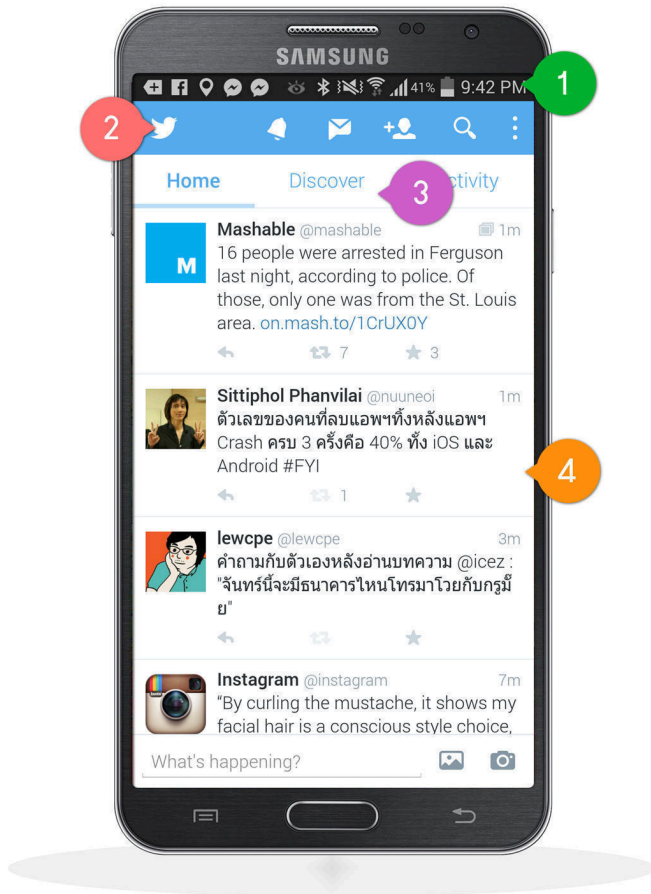 SAMSUNG
41% 9:42 PM
1
2
Home Discover ctivity
3
Mashable @mashable 1m
M
16 people were arrested in Ferguson
last night, according to police. Of
those, only one was from the St. Louis
area. on.mash.to/1CrUX0Y
7 3
Sittiphol Phanvilai @nuuneoi 1m
ตัวเลขของคนที่ลบแอพฯทิ้งหลังแอพฯ
Crash ครบ 3 ครั้งคือ 40% ทั้ง iOS และ
Android #FYI
1
4
lewcpe @lewcpe 3m
คำถามกับตัวเองหลังอ่านบทความ @icez :
"จันทร์นี้จะมีธนาคารไหนโทรมาโวยกับกรูมั๊
ย"
Instagram @instagram 7m
“By curling the mustache, it shows my
facial hair is a conscious style choice,
What's happening?